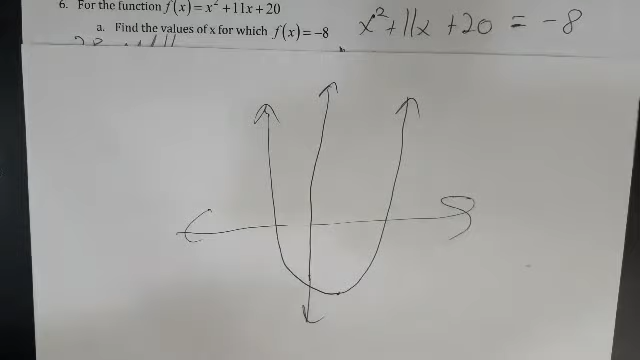 6. For the function f(x) = x² + 11x + 20
a. Find the values of x for which f(x) = -8
x² + 11x + 20 = -8